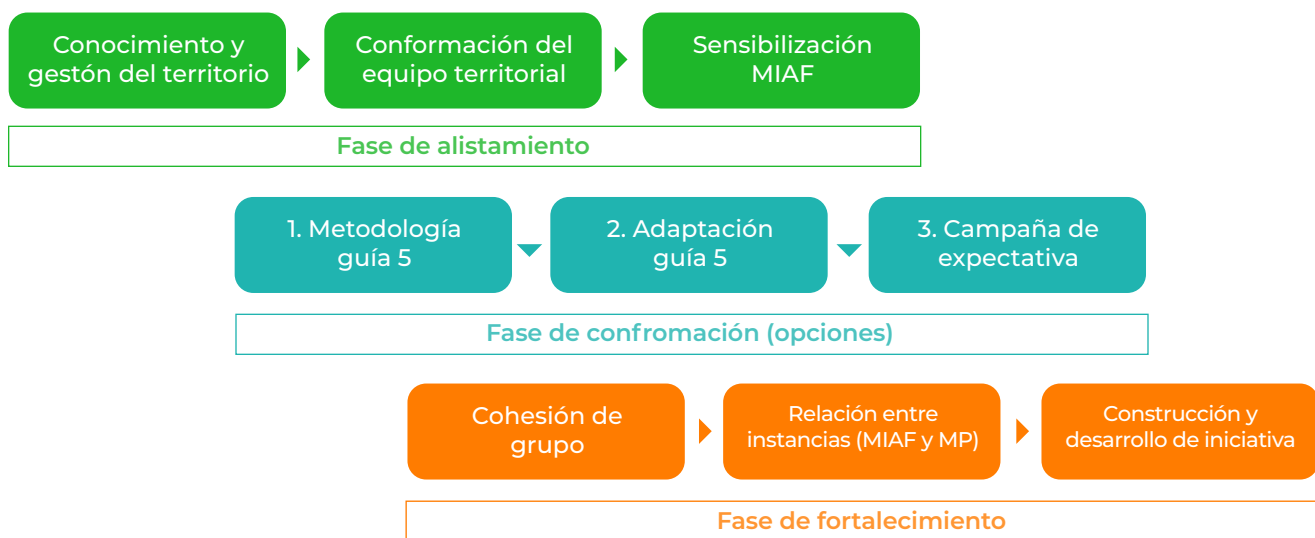 Conocimiento y
gestón del territorio
Conformación del
equipo territorial
Sensibilización
MIAF
Fase de alistamiento
1. Metodología
guía 5
2. Adaptación
guía 5
3. Campaña de
expectativa
Fase de confromación (opciones)
Cohesión de
grupo
Relación entre
instancias (MIAF y MP)
Construcción y
desarrollo de iniciativa
Fase de fortalecimiento